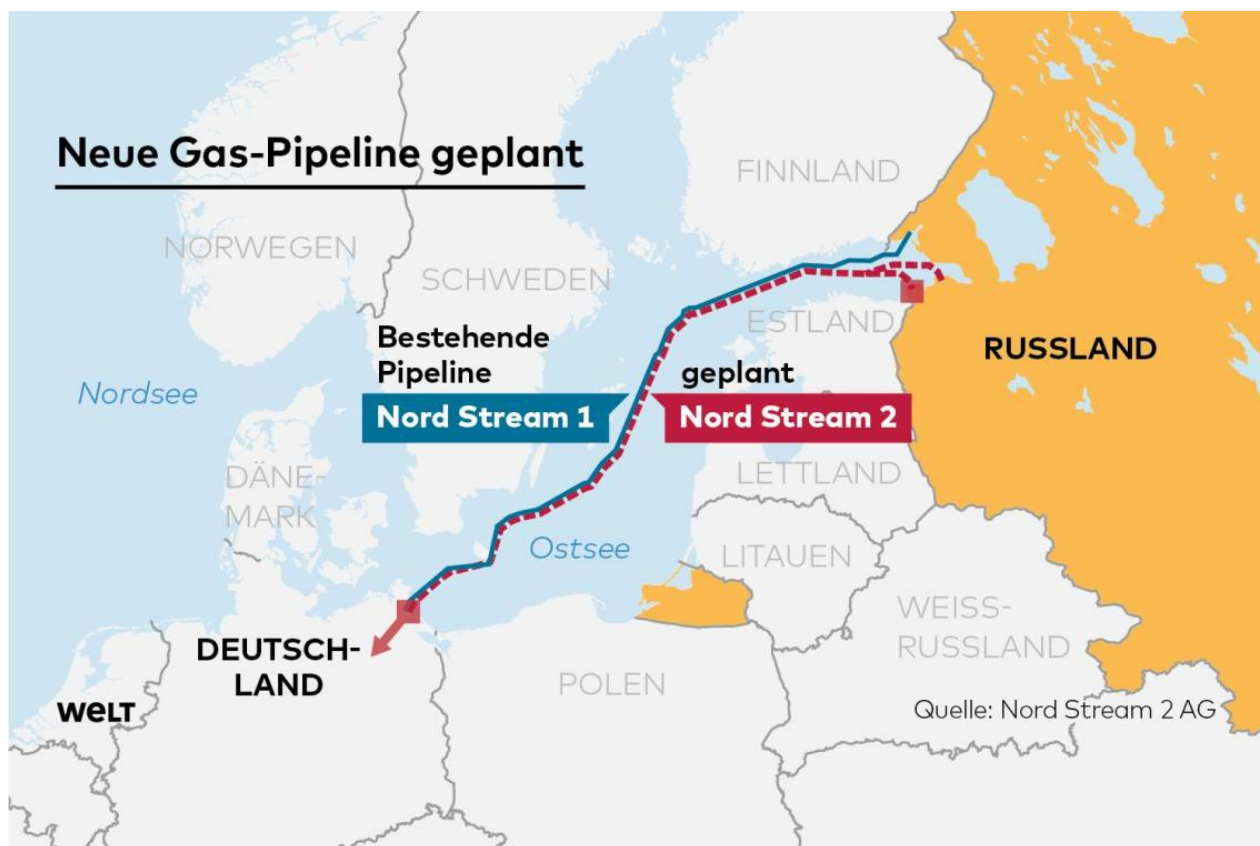 Neue Gas-Pipeline geplant
FINNLAND
NORWEGEN
SCHWEDEN
ESTLAND
RUSSLAND
Bestehende
Pipeline
Nord Stream 1
geplant
Nord Stream 2
Nordsee
DÄNE-
MARK
LETTLAND
Ostsee
LITAUEN
WEISS-
RUSSLAND
DEUTSCH-
LAND
POLEN
WELT
Quelle: Nord Stream 2 AG